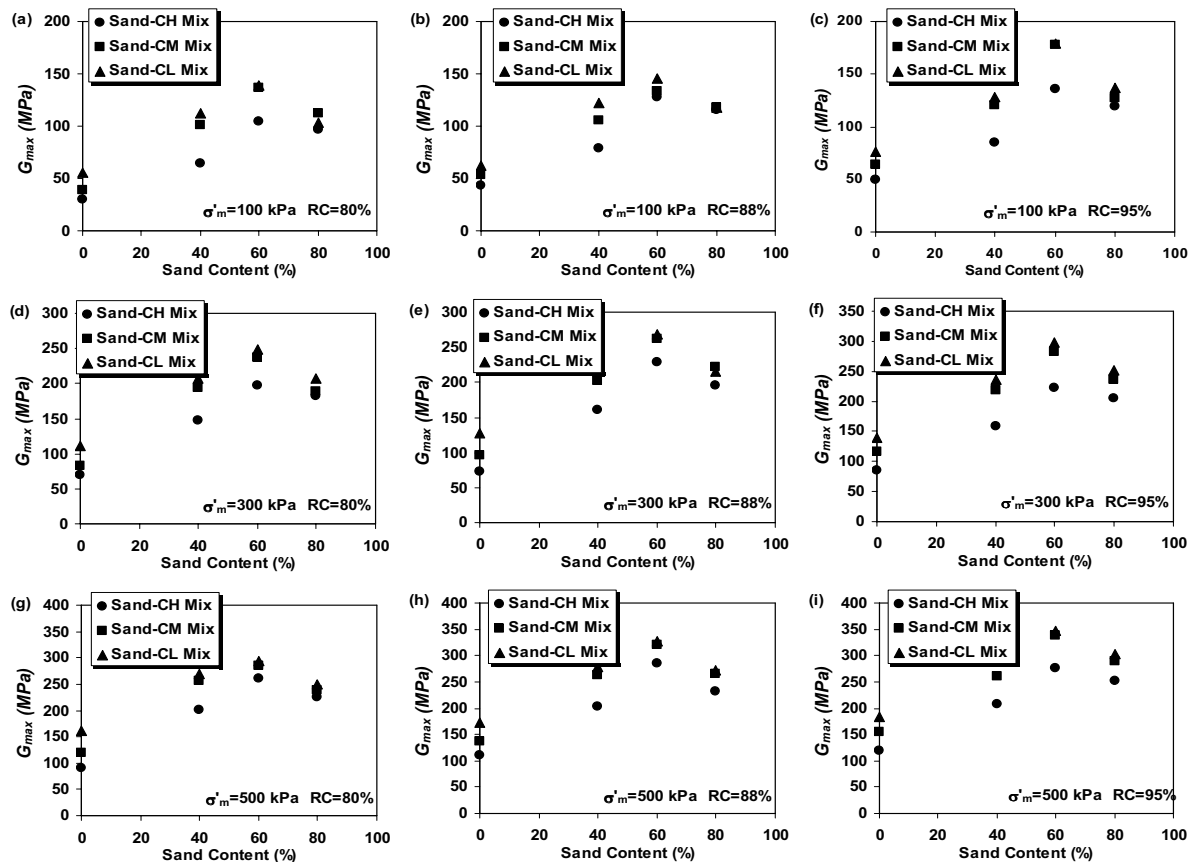 (a)
Sand-CH Mix
Sand-CM Mix
Sand-CL Mix
200
150
100
50
0
G_max (MPa)
σ'_m=100 kPa RC=80%
0 20 40 60 80 100
Sand Content (%)
(b)
Sand-CH Mix
Sand-CM Mix
Sand-CL Mix
200
150
100
50
0
G_max (MPa)
σ'_m=100 kPa RC=88%
0 20 40 60 80 100
Sand Content (%)
(c)
Sand-CH Mix
Sand-CM Mix
Sand-CL Mix
200
150
100
50
0
G_max (MPa)
σ'_m=100 kPa RC=95%
0 20 40 60 80 100
Sand Content (%)
(d)
Sand-CH Mix
Sand-CM Mix
Sand-CL Mix
300
250
200
150
100
50
0
G_max (MPa)
σ'_m=300 kPa RC=80%
0 20 40 60 80 100
Sand Content (%)
(e)
Sand-CH Mix
Sand-CM Mix
Sand-CL Mix
300
250
200
150
100
50
0
G_max (MPa)
σ'_m=300 kPa RC=88%
0 20 40 60 80 100
Sand Content (%)
(f)
Sand-CH Mix
Sand-CM Mix
Sand-CL Mix
350
300
250
200
150
100
50
0
G_max (MPa)
σ'_m=300 kPa RC=95%
0 20 40 60 80 100
Sand Content (%)
(g)
Sand-CH Mix
Sand-CM Mix
Sand-CL Mix
400
350
300
250
200
150
100
50
0
G_max (MPa)
σ'_m=500 kPa RC=80%
0 20 40 60 80 100
Sand Content (%)
(h)
Sand-CH Mix
Sand-CM Mix
Sand-CL Mix
400
350
300
250
200
150
100
50
0
G_max (MPa)
σ'_m=500 kPa RC=88%
0 20 40 60 80 100
Sand Content (%)
(i)
Sand-CH Mix
Sand-CM Mix
Sand-CL Mix
400
350
300
250
200
150
100
50
0
G_max (MPa)
σ'_m=500 kPa RC=95%
0 20 40 60 80 100
Sand Content (%)